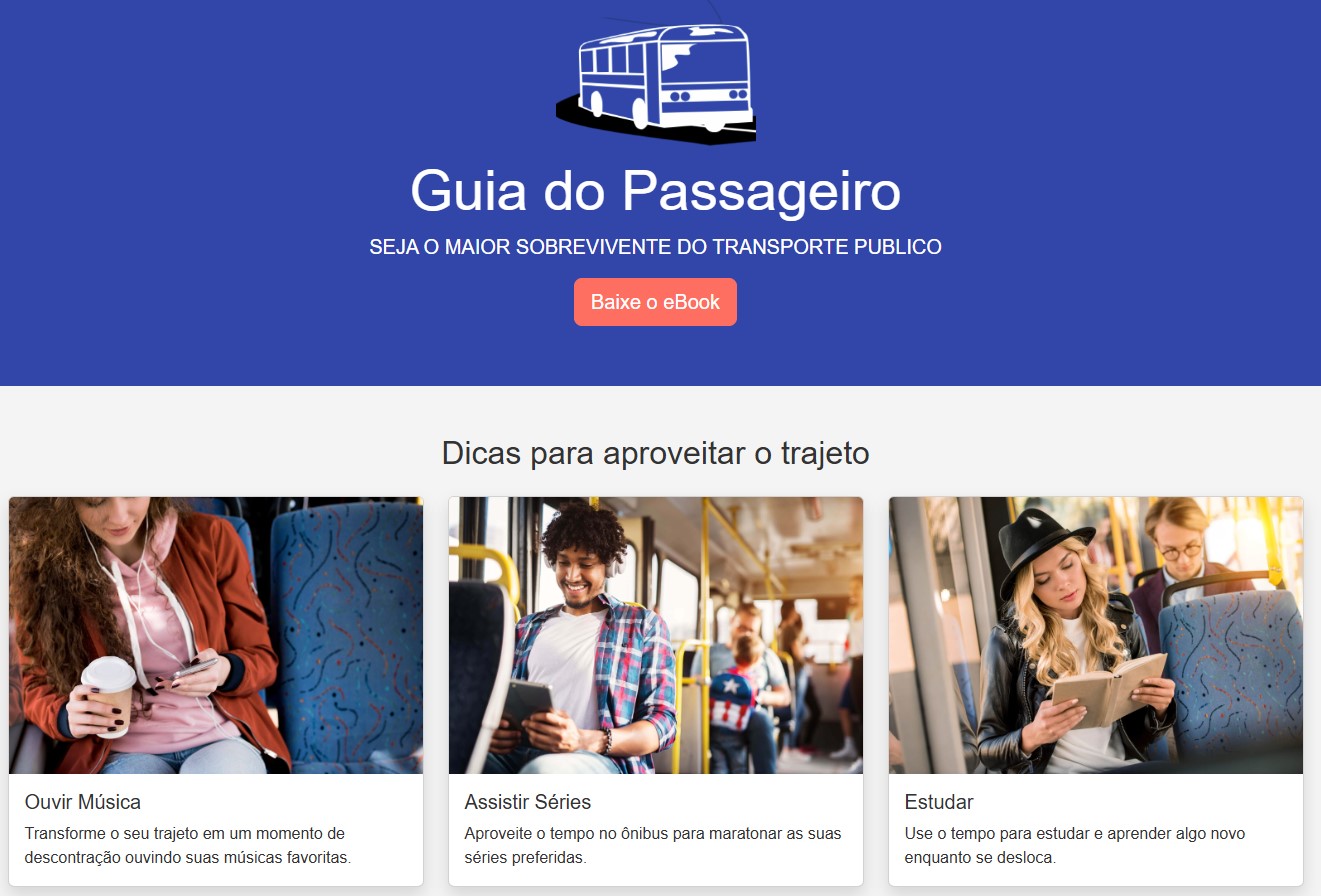 Guia do Passageiro
SEJA O MAIOR SOBREVIVENTE DO TRANSPORTE PUBLICO
Baixe o eBook
Dicas para aproveitar o trajeto
Ouvir Música
Transforme o seu trajeto em um momento de
descontração ouvindo suas músicas favoritas.
Assistir Séries
Aproveite o tempo no ônibus para maratonar as suas
séries preferidas.
Estudar
Use o tempo para estudar e aprender algo novo
enquanto se desloca.